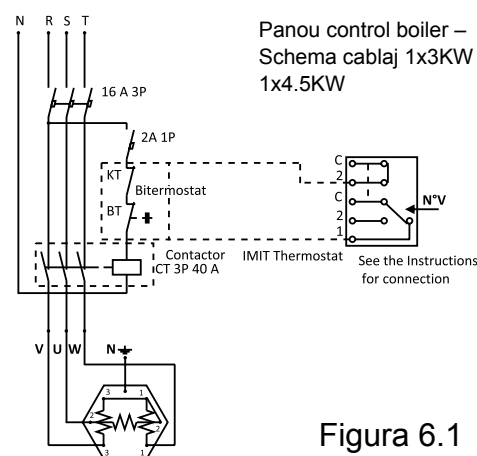 N R S T
Panou control boiler –
Schema cablaj 1x3KW
1x4.5KW
16 A 3P
2A 1P
KT
Bitermostat
BT
C
2
C
2
1
N°V
Contactor
CT 3P 40 A
IMIT Thermostat
See the Instructions
for connection
V U W N
3 1
2
2
3 1
Figura 6.1